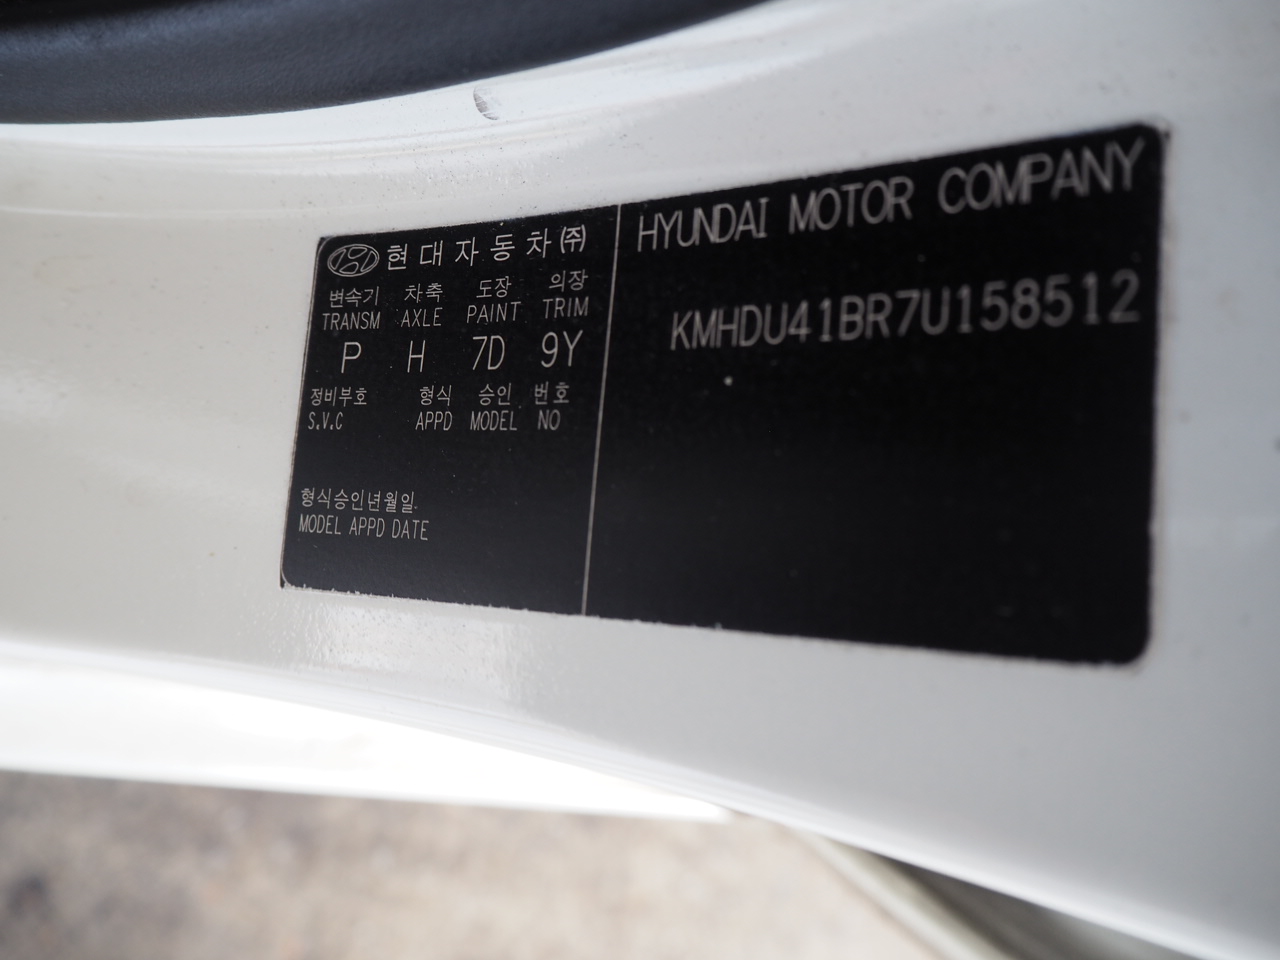 현대자동차(주)
변속기 차축 도장 의장
TRANSM AXLE PAINT TRIM
P H 7D 9Y
정비부호 형식 승인 번호
S.V.C APPD MODEL NO
형식승인년월일
MODEL APPD DATE
HYUNDAI MOTOR COMPANY
KMHDU41BR7U158512